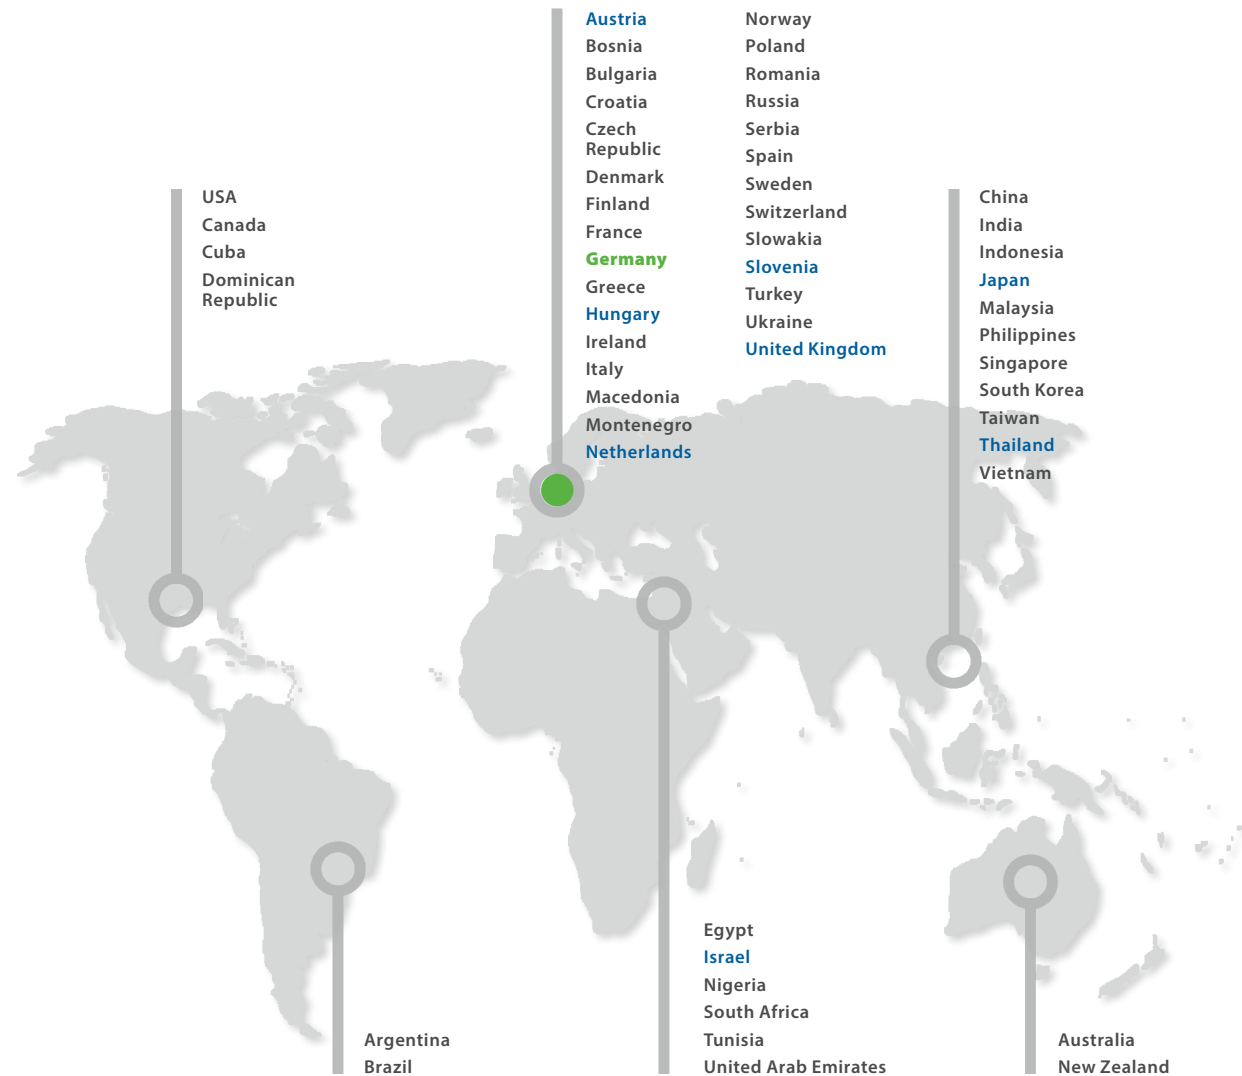 USA
Canada
Cuba
Dominican
Republic
Austria
Bosnia
Bulgaria
Croatia
Czech
Republic
Denmark
Finland
France
Germany
Greece
Hungary
Ireland
Italy
Macedonia
Montenegro
Netherlands
Norway
Poland
Romania
Russia
Serbia
Spain
Sweden
Switzerland
Slowakia
Slovenia
Turkey
Ukraine
United Kingdom
China
India
Indonesia
Japan
Malaysia
Philippines
Singapore
South Korea
Taiwan
Thailand
Vietnam
Argentina
Brazil
Egypt
Israel
Nigeria
South Africa
Tunisia
United Arab Emirates
Australia
New Zealand